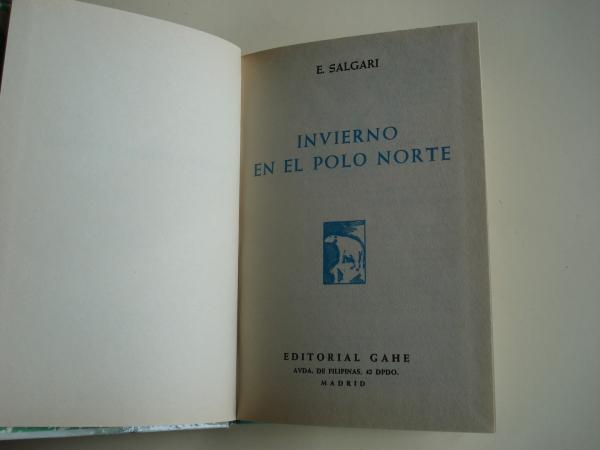 E. SALGARI
INVIERNO
EN EL POLO NORTE
EDITORIAL GAHE
AVDA. DE FILIPINAS, 42 DPDO.
MADRID